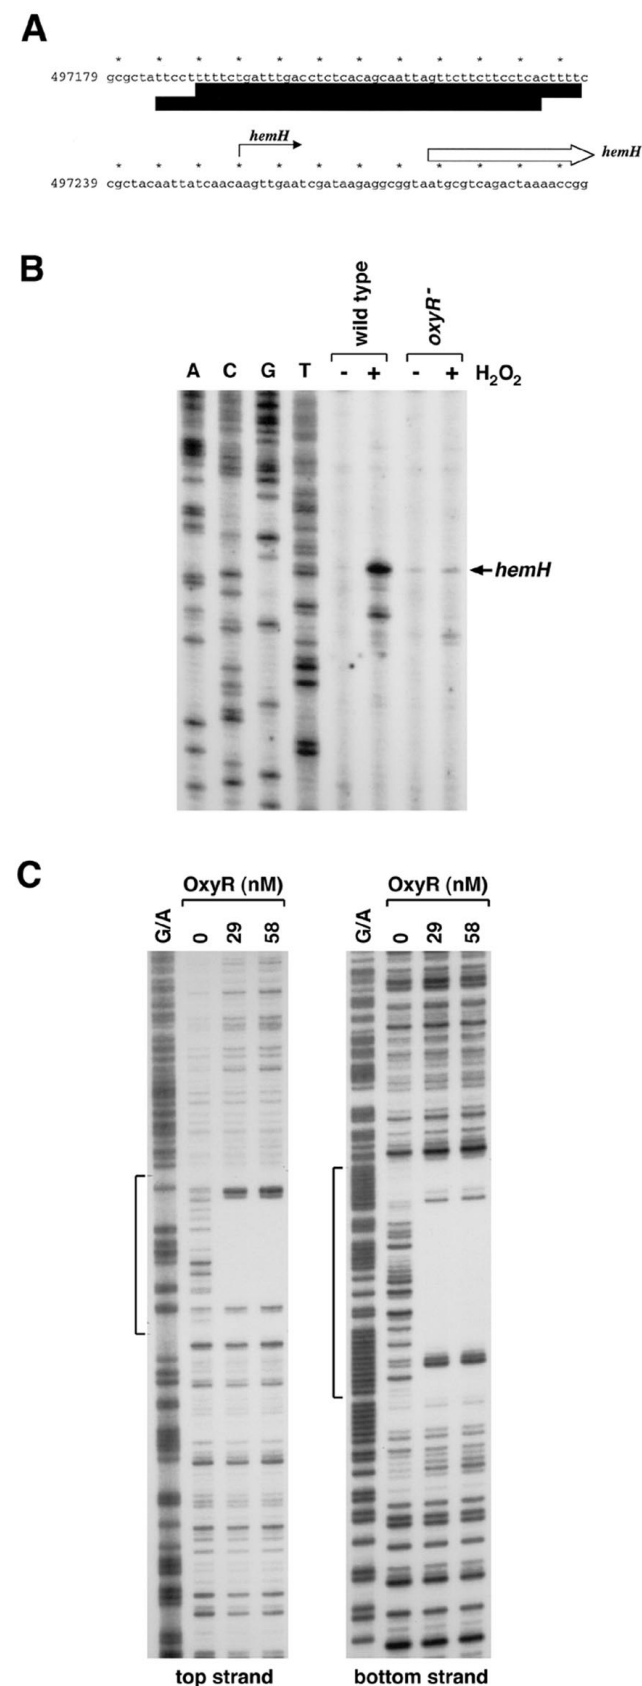 A
* * * * * * * * * * * *
497179 gcgctattcctttttctgatttgacctctcacagcaattagttcttcttcctcacttttc
hemH
hemH
* * * * * * * * * * * *
497239 cgctacaattatcaacaagttgaatcgataagaggcggtaatgcgtcagactaaaaccgg
B
wild type oxyR-
A C G T - + - + H2O2
hemH
C
OxyR (nM) OxyR (nM)
G/A 0 29 58 G/A 0 29 58
top strand bottom strand